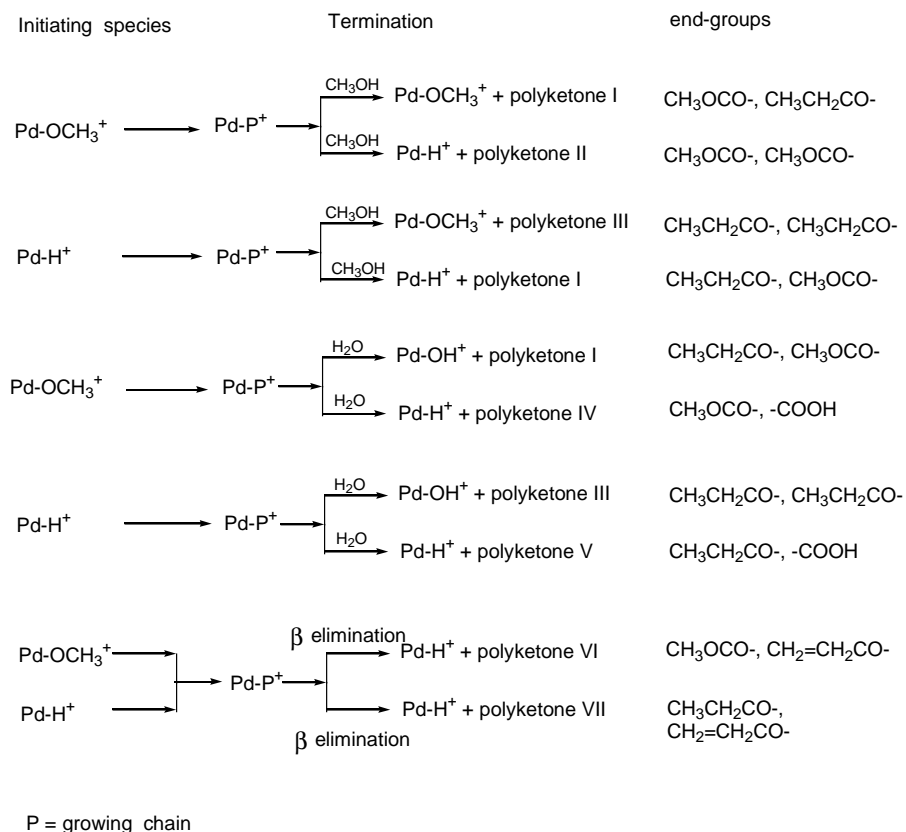 Initiating species Termination end-groups
CH₃OH Pd-OCH₃⁺ + polyketone I CH₃OCO-, CH₃CH₂CO-
Pd-OCH₃⁺ Pd-P⁺
CH₃OH Pd-H⁺ + polyketone II CH₃OCO-, CH₃OCO-
CH₃OH Pd-OCH₃⁺ + polyketone III CH₃CH₂CO-, CH₃CH₂CO-
Pd-H⁺ Pd-P⁺
CH₃OH Pd-H⁺ + polyketone I CH₃CH₂CO-, CH₃OCO-
H₂O Pd-OH⁺ + polyketone I CH₃CH₂CO-, CH₃OCO-
Pd-OCH₃⁺ Pd-P⁺
H₂O Pd-H⁺ + polyketone IV CH₃OCO-, -COOH
H₂O Pd-OH⁺ + polyketone III CH₃CH₂CO-, CH₃CH₂CO-
Pd-H⁺ Pd-P⁺
H₂O Pd-H⁺ + polyketone V CH₃CH₂CO-, -COOH
β elimination
Pd-OCH₃⁺ Pd-H⁺ + polyketone VI CH₃OCO-, CH₂=CH₂CO-
Pd-P⁺
Pd-H⁺ Pd-H⁺ + polyketone VII CH₃CH₂CO-,
β elimination CH₂=CH₂CO-
P = growing chain